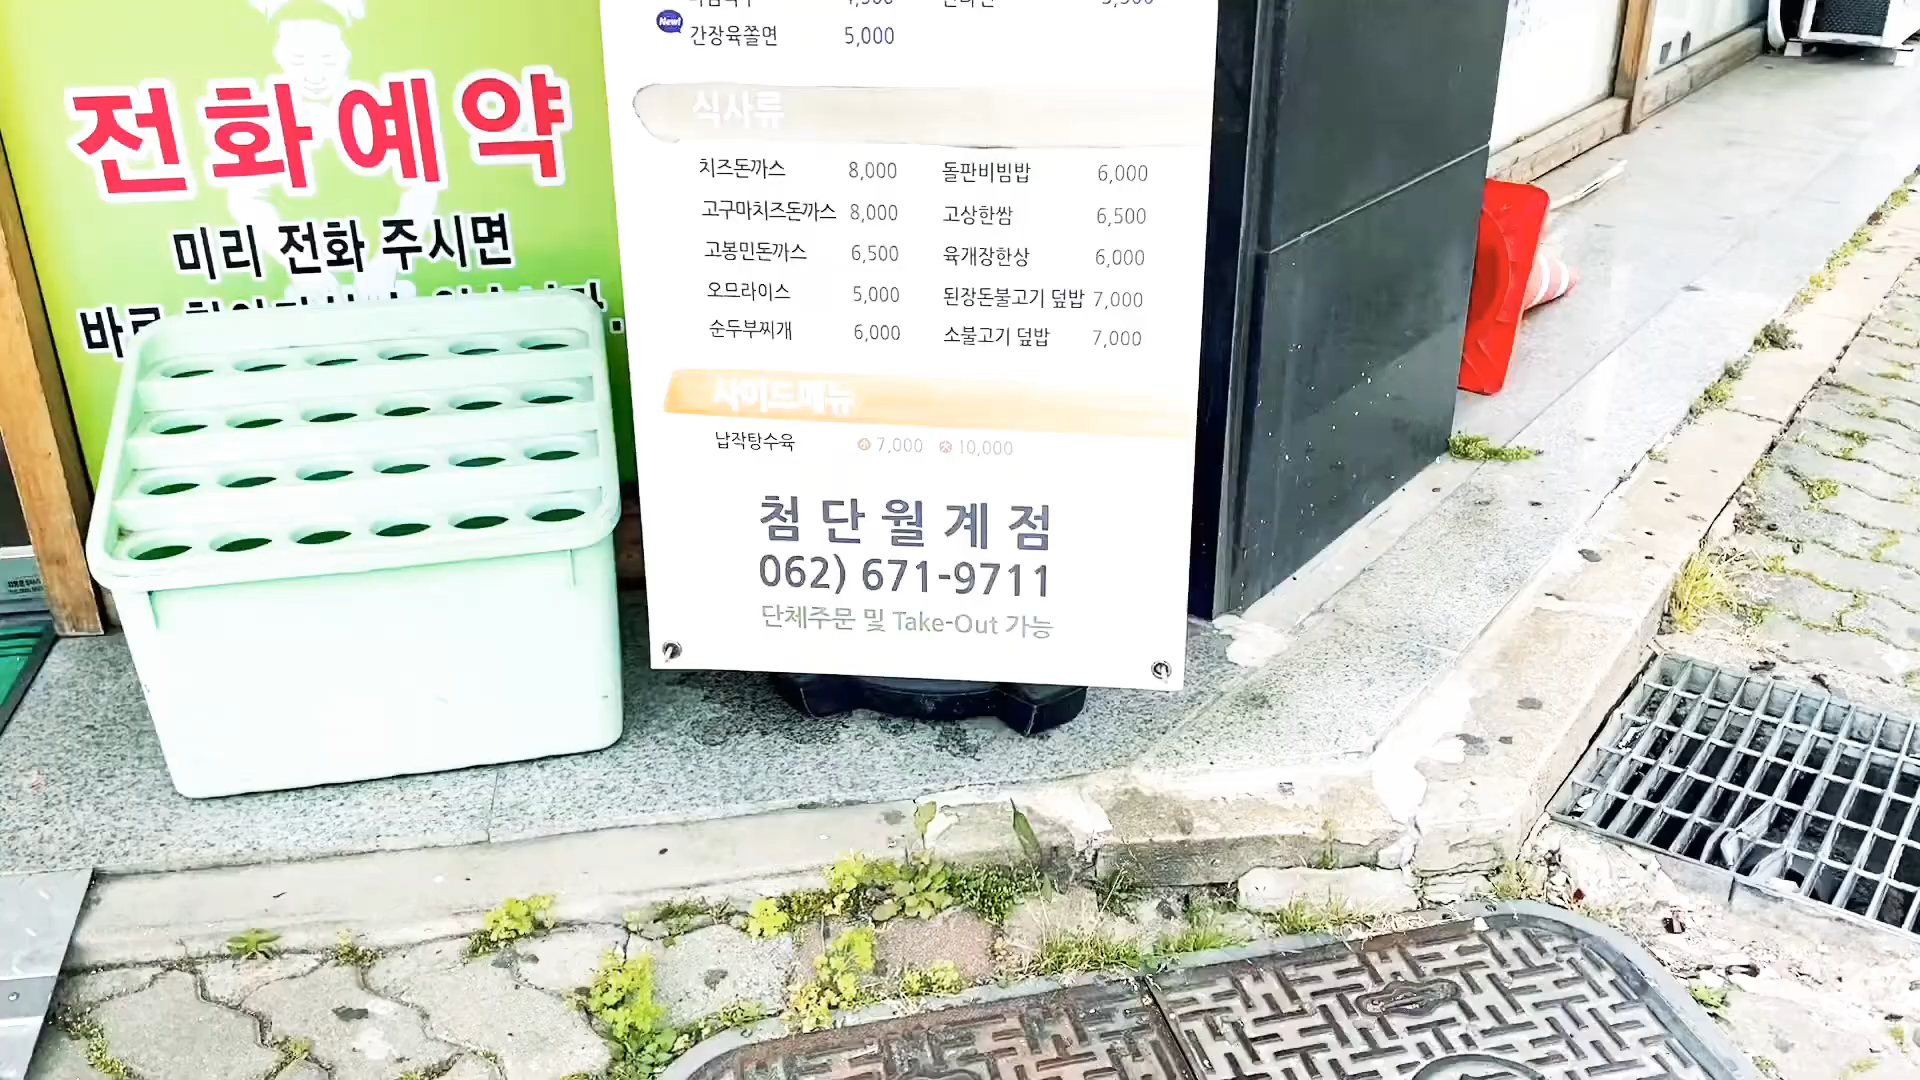 전화예약
미리 전화 주시면
New!
간장육쫄면 5,000
식사류
치즈돈까스 8,000
고구마치즈돈까스 8,000
고봉민돈까스 6,500
오므라이스 5,000
순두부찌개 6,000
돌판비빔밥 6,000
고상한쌈 6,500
육개장한상 6,000
된장돈불고기 덮밥 7,000
소불고기 덮밥 7,000
사이드메뉴
납작탕수육 소 7,000 대 10,000
첨단월계점
062) 671-9711
단체주문 및 Take-Out 가능